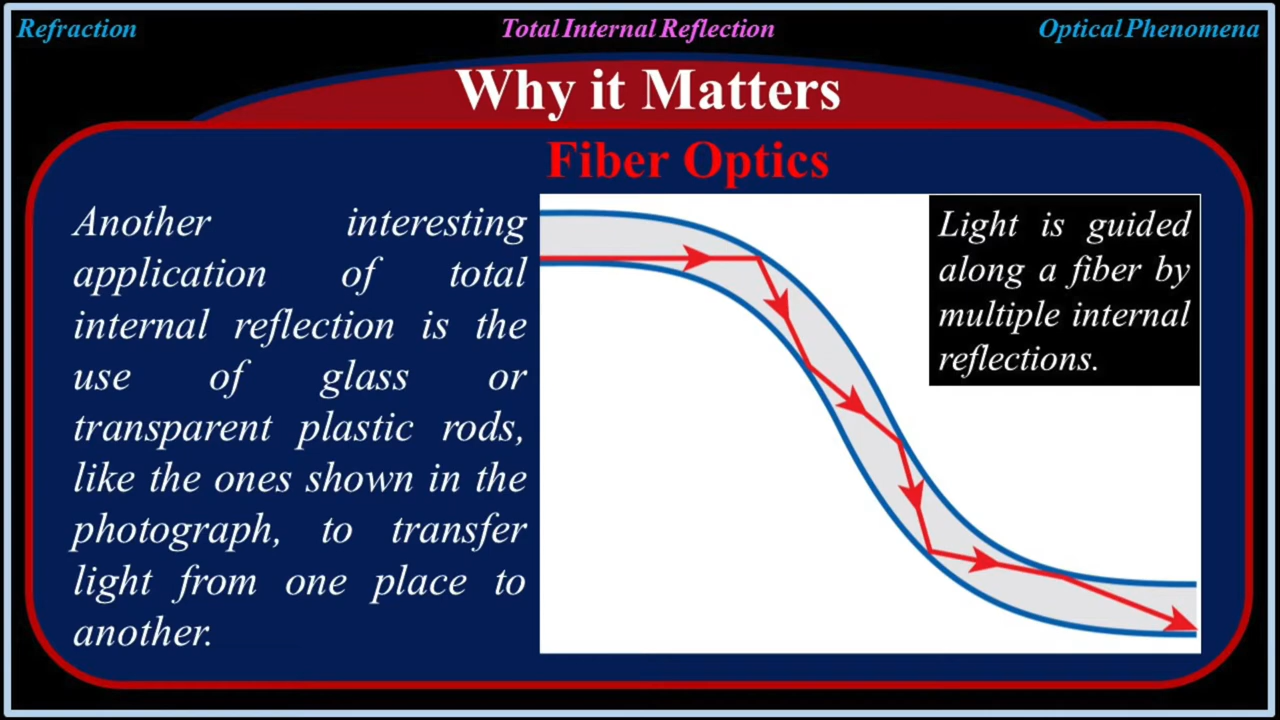 Refraction
Total Internal Reflection
Optical Phenomena
Why it Matters
Fiber Optics
Another interesting
application of total
internal reflection is the
use of glass or
transparent plastic rods,
like the ones shown in the
photograph, to transfer
light from one place to
another.
Light is guided
along a fiber by
multiple internal
reflections.